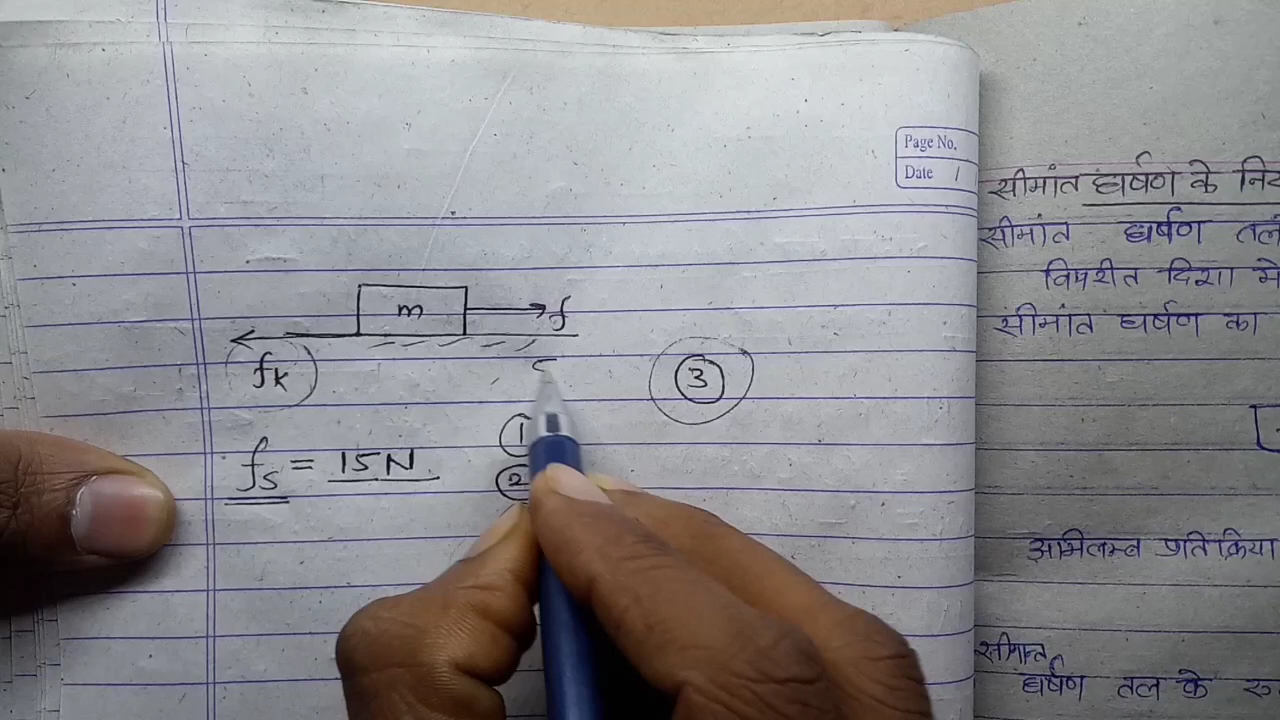 Page No.
Date /
m f
fk
3
fs = 15N
1
2
सीमांत घर्षण के
सीमांत घर्षण
विपरीत दिशा
सीमांत घर्षण का
अभिलम्ब प्रतिक्रिया
सीमान्त
घर्षण तल के